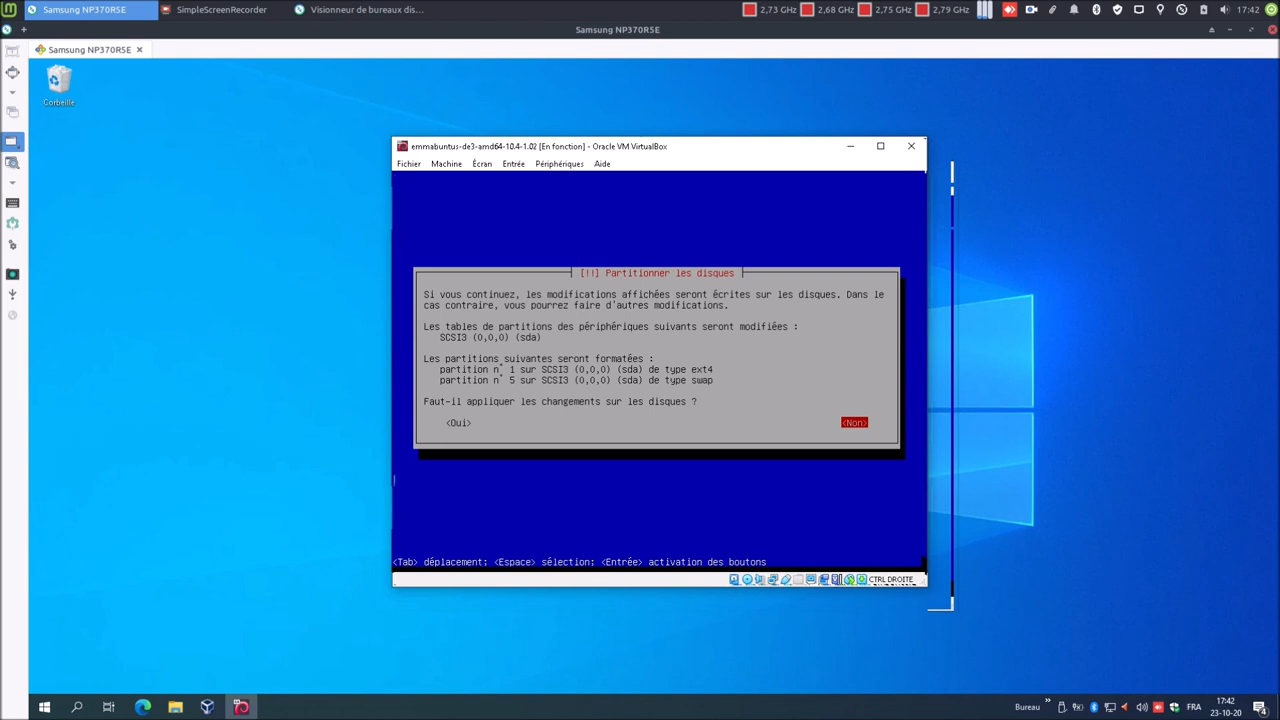 Samsung NP370R5E
SimpleScreenRecorder
Visionneur de bureaux dis...
2,73 GHz
2,68 GHz
2,75 GHz
2,79 GHz
17:42
Samsung NP370R5E
Samsung NP370R5E
Corbeille
emmabuntus-de3-amd64-10.4-1.02 [En fonction] - Oracle VM VirtualBox
Fichier Machine Écran Entrée Périphériques Aide
[!!] Partitionner les disques
Si vous continuez, les modifications affichées seront écrites sur les disques. Dans le
cas contraire, vous pourrez faire d'autres modifications.
Les tables de partitions des périphériques suivants seront modifiées :
SCSI3 (0,0,0) (sda)
Les partitions suivantes seront formatées :
partition n° 1 sur SCSI3 (0,0,0) (sda) de type ext4
partition n° 5 sur SCSI3 (0,0,0) (sda) de type swap
Faut-il appliquer les changements sur les disques ?
<Oui> <Non>
<Tab> déplacement; <Espace> sélection; <Entrée> activation des boutons
CTRL DROITE
Bureau
FRA
17:42
23-10-20
4